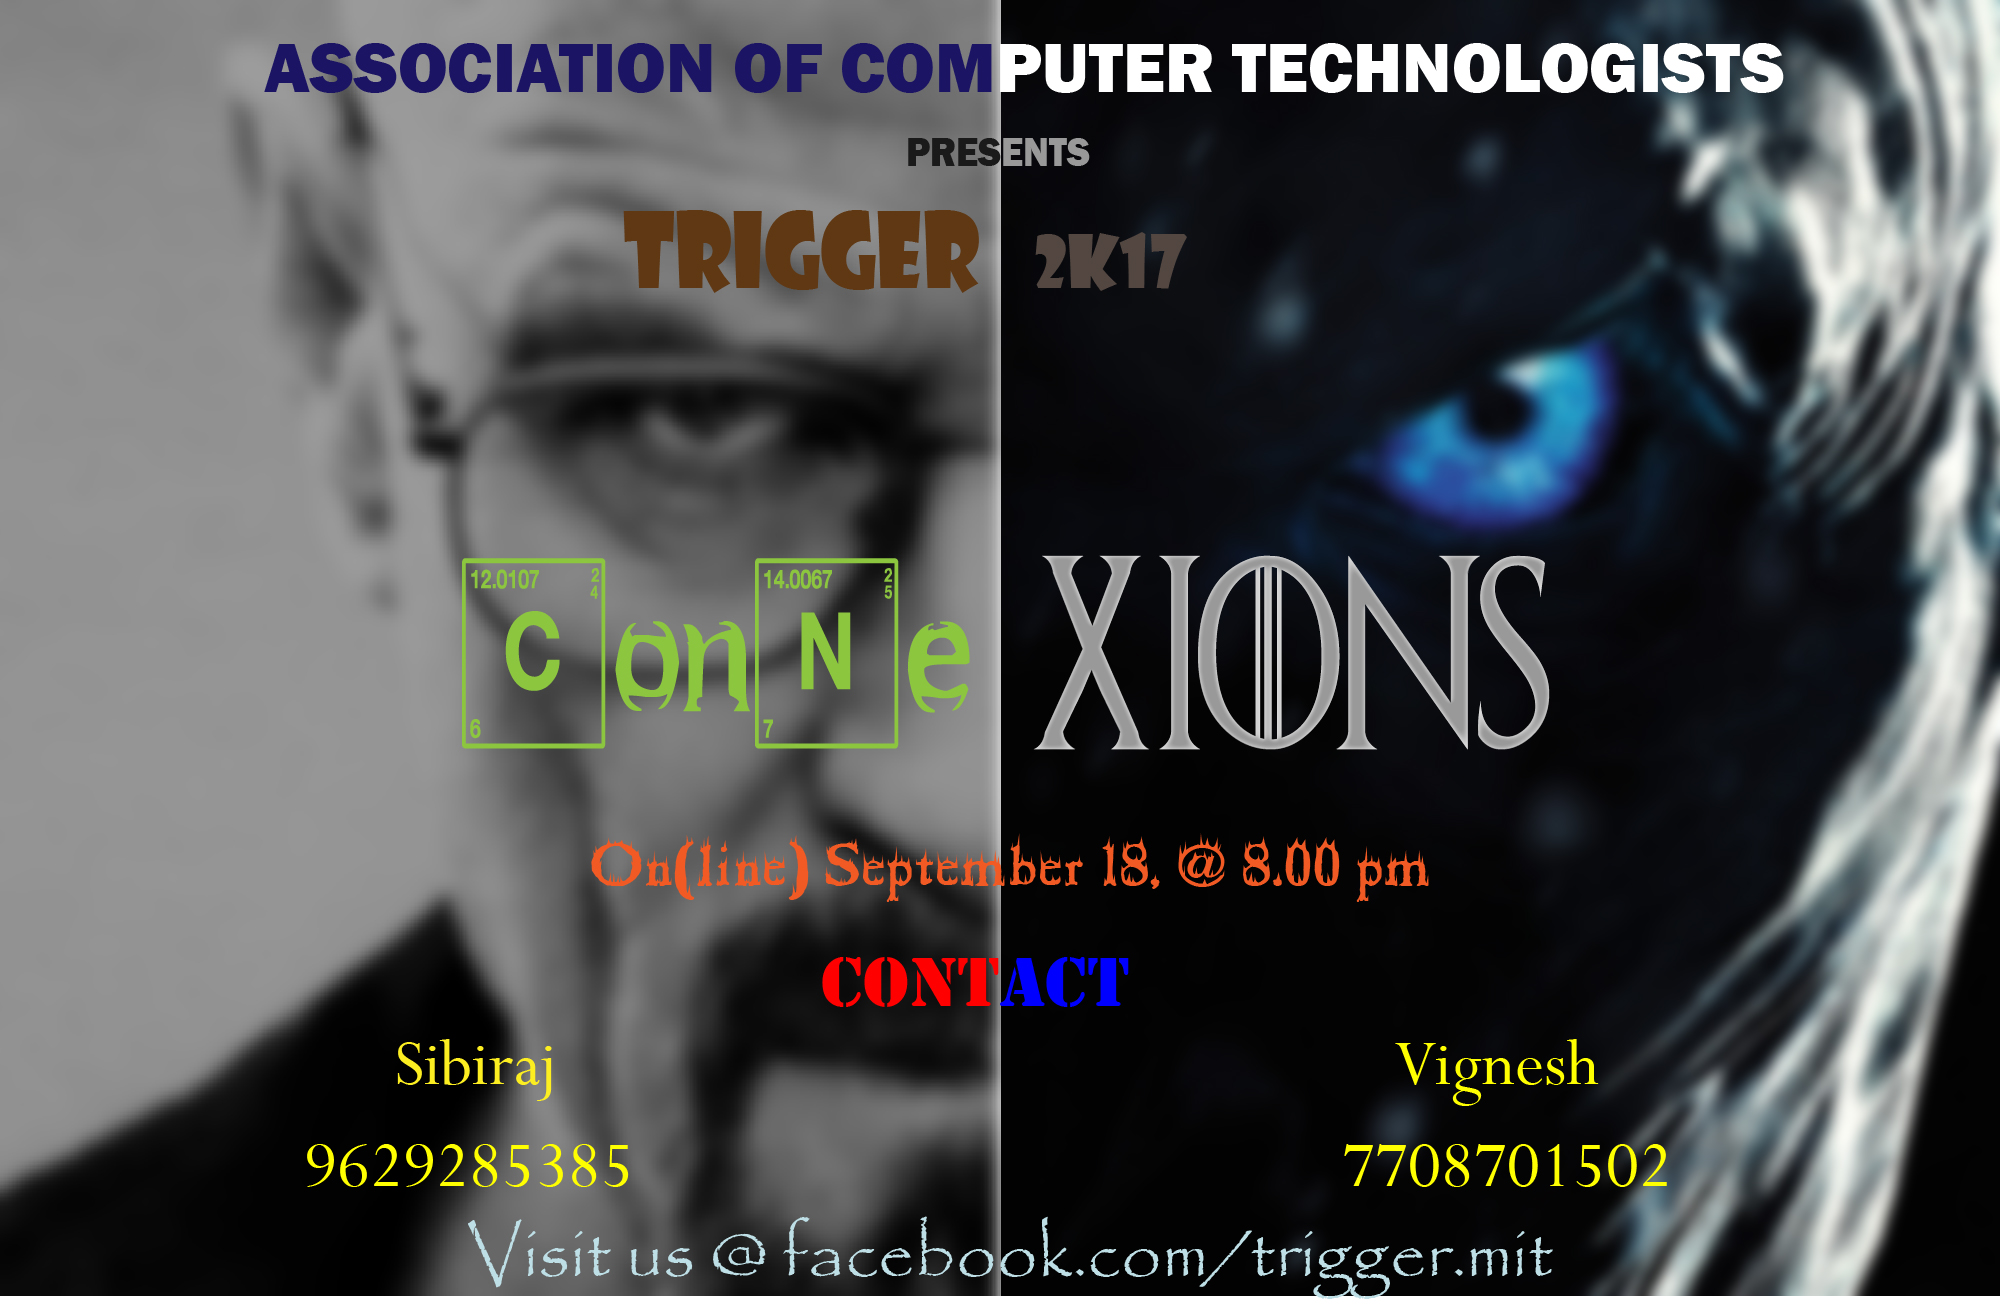 ASSOCIATION OF COMPUTER TECHNOLOGISTS
PRESENTS
TRIGGER 2K17
12.0107 2 4 C 6 on 14.0067 2 5 N 7 e XIONS
On(line) September 18, @ 8.00 pm
CONTACT
Sibiraj Vignesh
9629285385 7708701502
Visit us @ facebook.com/trigger.mit